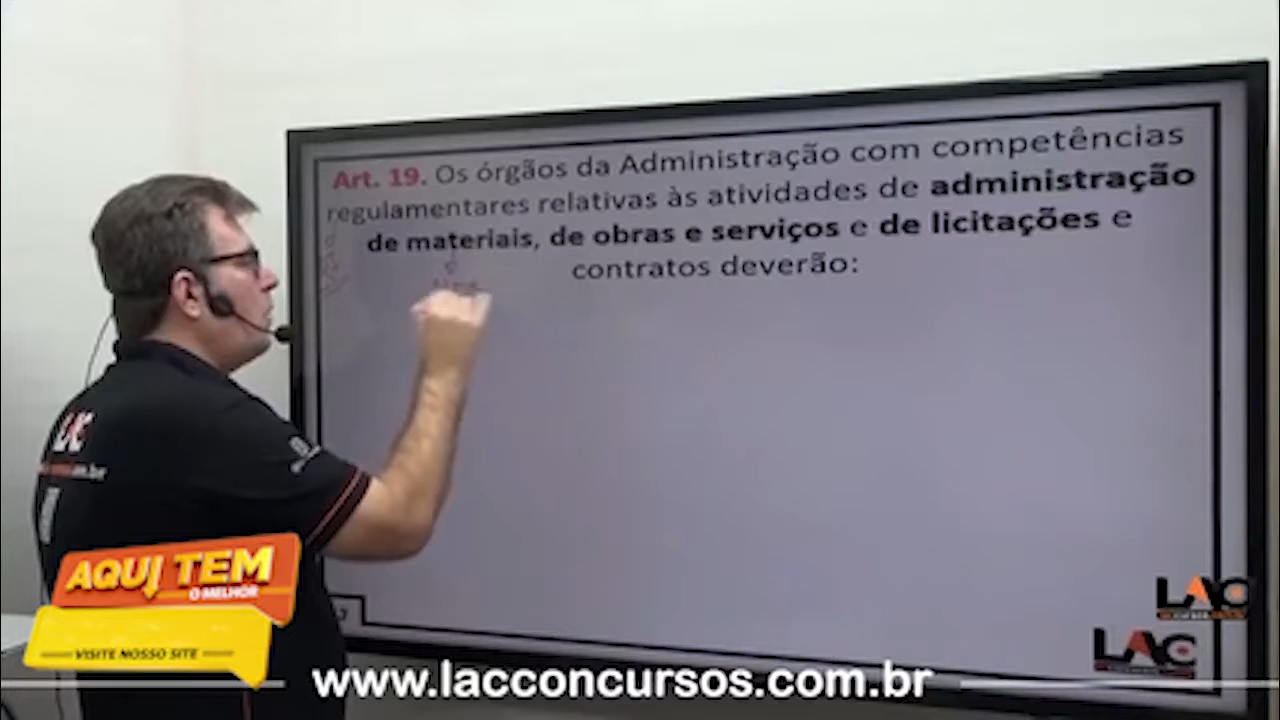 Art. 19. Os órgãos da Administração com competências
regulamentares relativas às atividades de administração
de materiais, de obras e serviços e de licitações e
contratos deverão:
LAC
AQUI TEM
O MELHOR
VISITE NOSSO SITE
LAC
LAC
www.lacconcursos.com.br